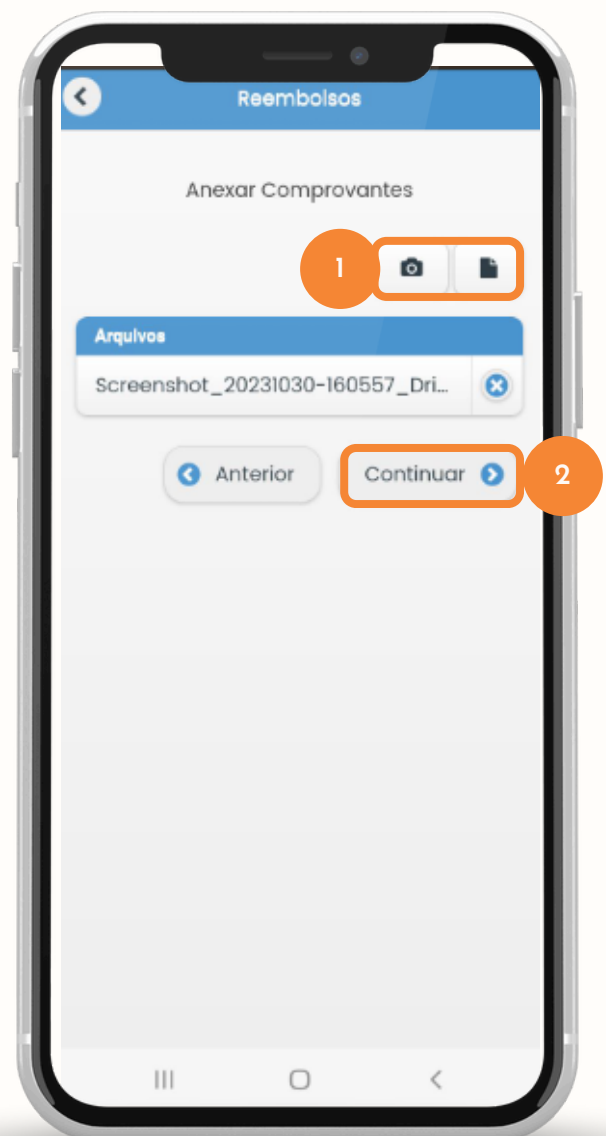 Reembolsos
Anexar Comprovantes
1
Arquivos
Screenshot_20231030-160557_Dri...
Anterior
Continuar
2